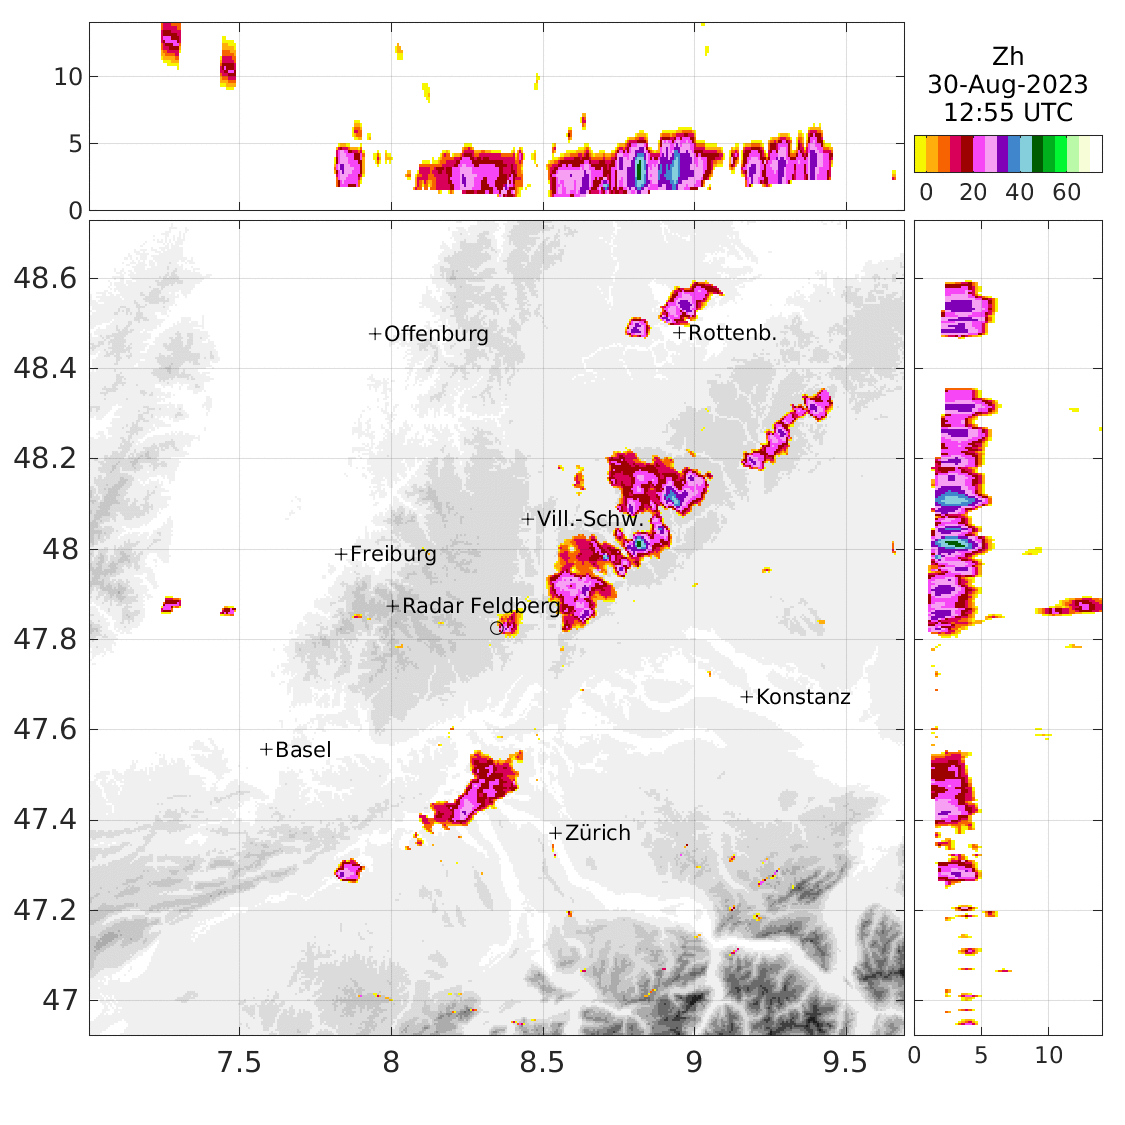 10
5
0
Zh
30-Aug-2023
12:55 UTC
0 20 40 60
48.6
48.4
48.2
48
47.8
47.6
47.4
47.2
47
+Offenburg
+Rottenb.
+Vill.-Schw.
+Freiburg
+Radar Feldberg
+Konstanz
+Basel
+Zürich
7.5 8 8.5 9 9.5
0 5 10